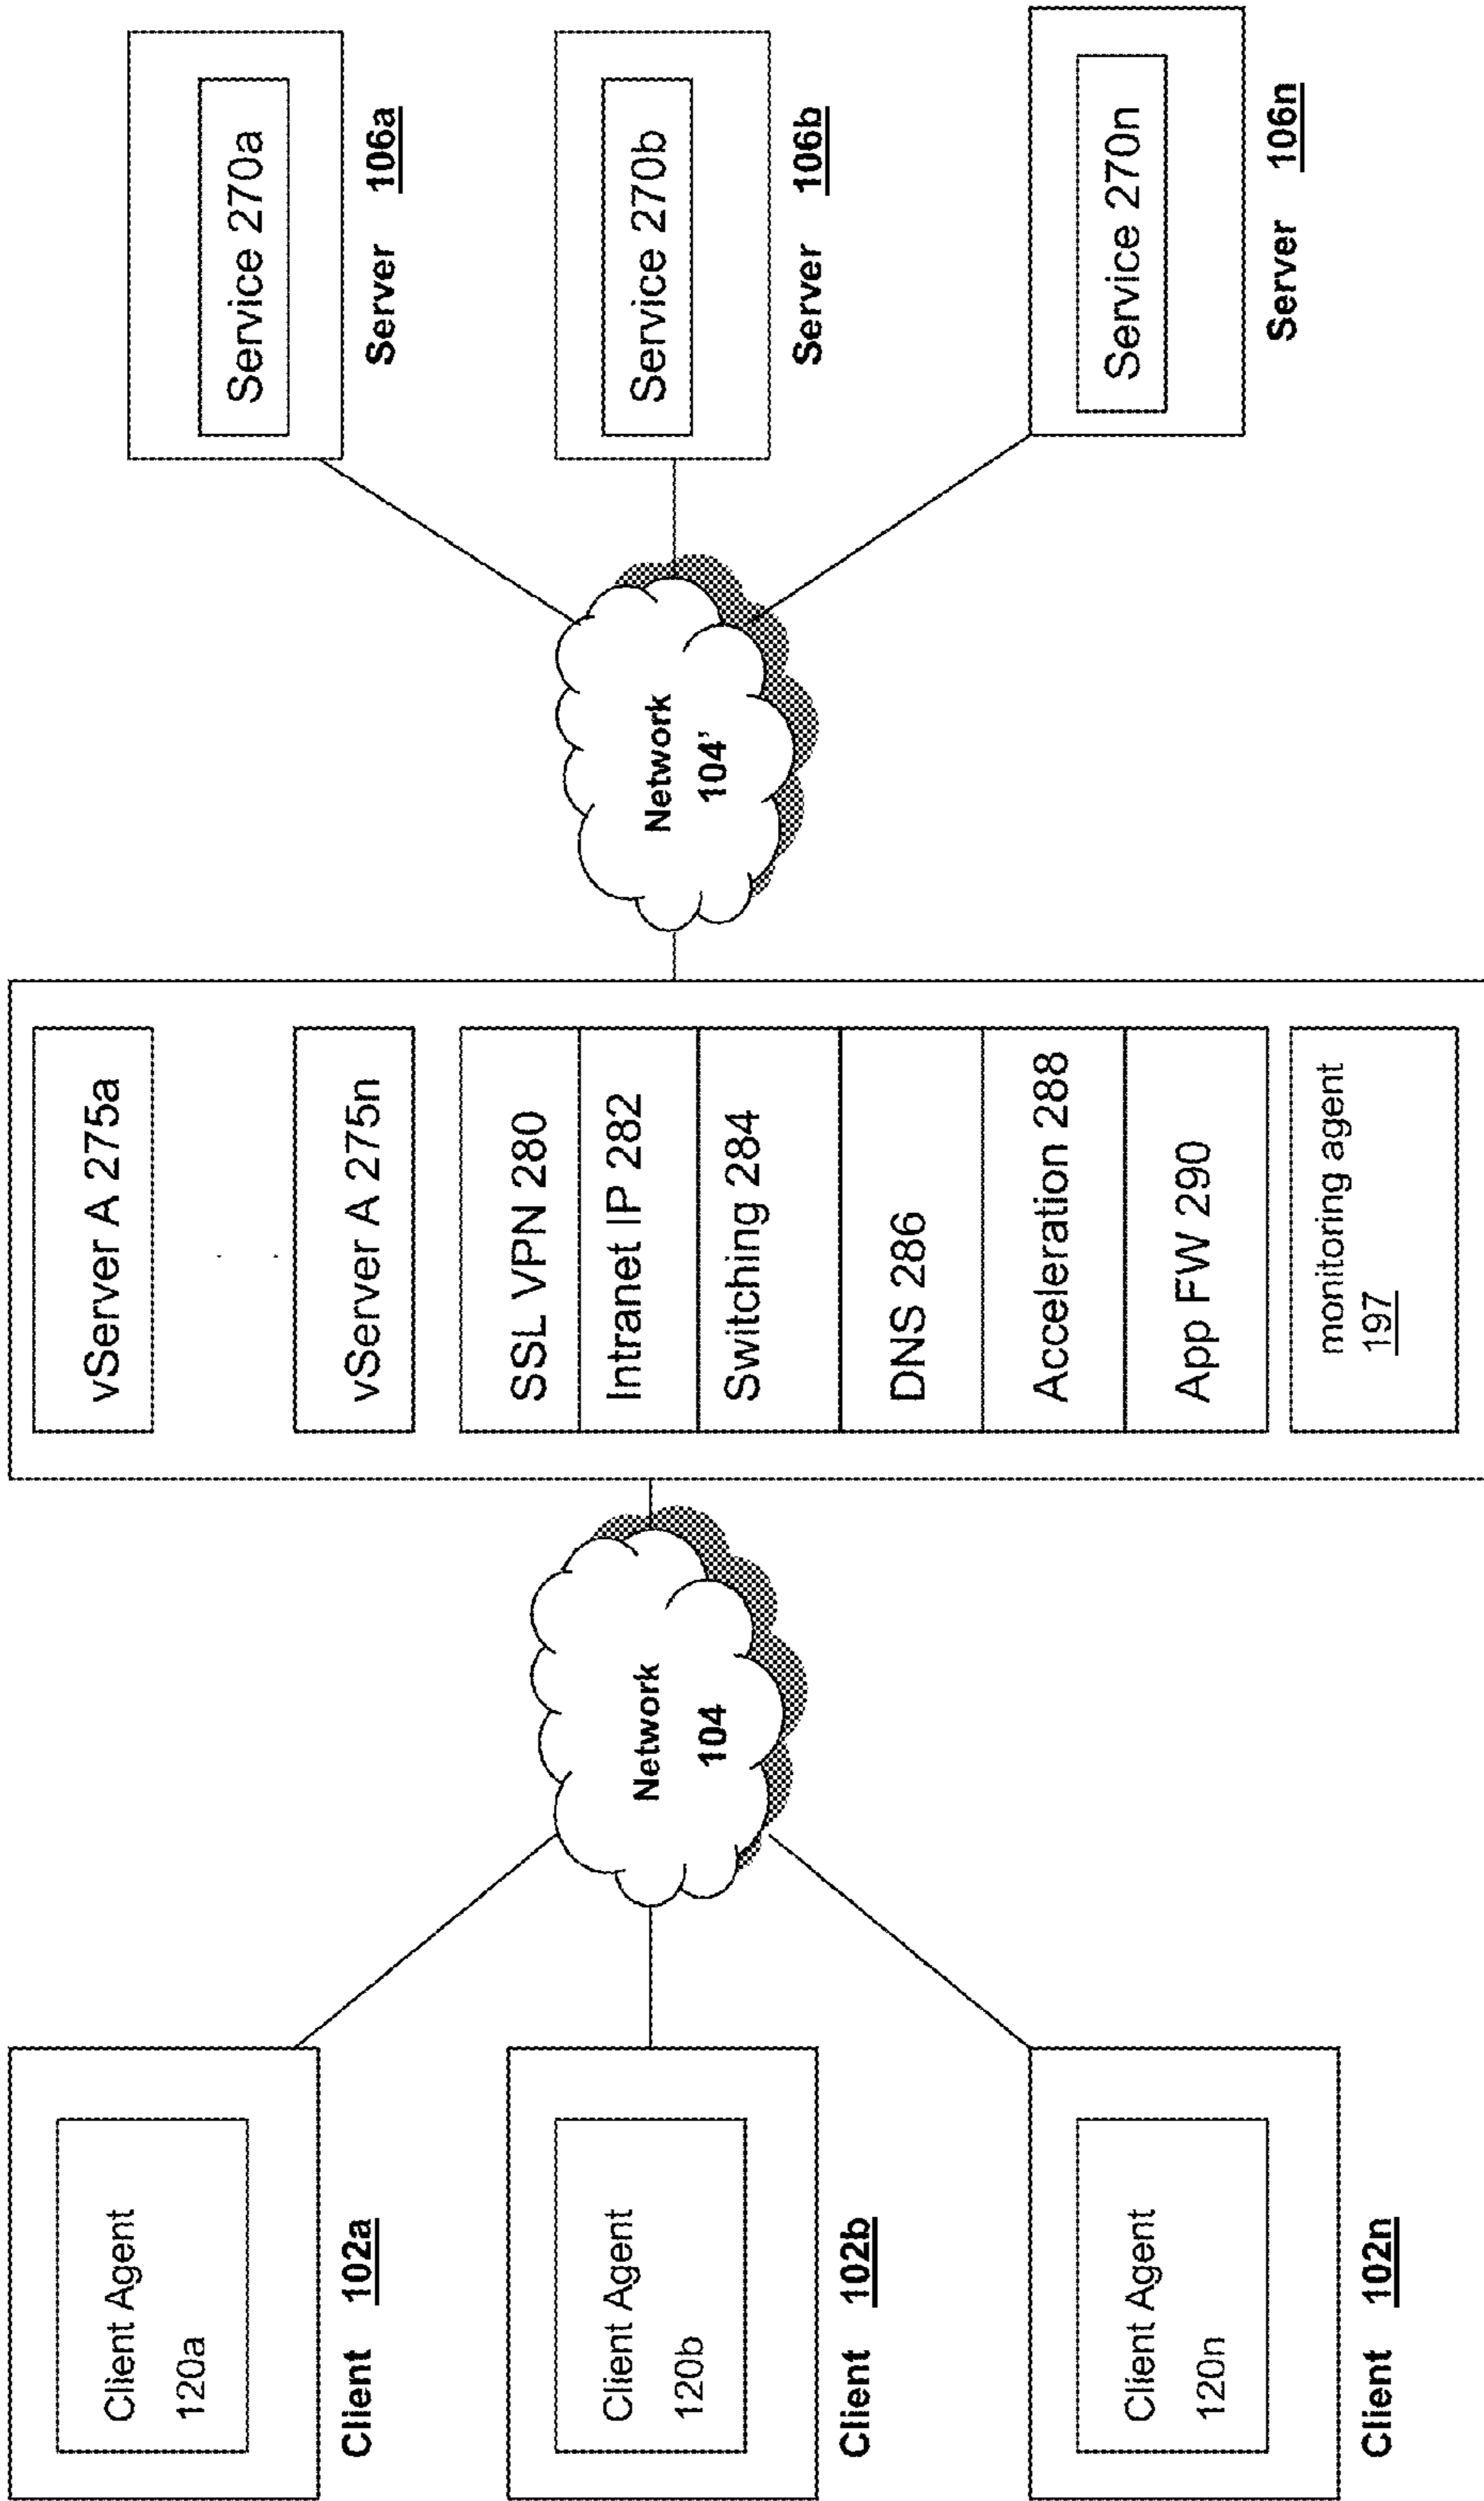 Client Agent
120a
Client 102a
Client Agent
120b
Client 102b
Client Agent
120n
Client 102n
Network
104
vServer A 275a
vServer A 275n
SSL VPN 280
Intranet IP 282
Switching 284
DNS 286
Acceleration 288
App FW 290
monitoring agent
197
Network
104'
Service 270a
Server 106a
Service 270b
Server 106b
Service 270n
Server 106n